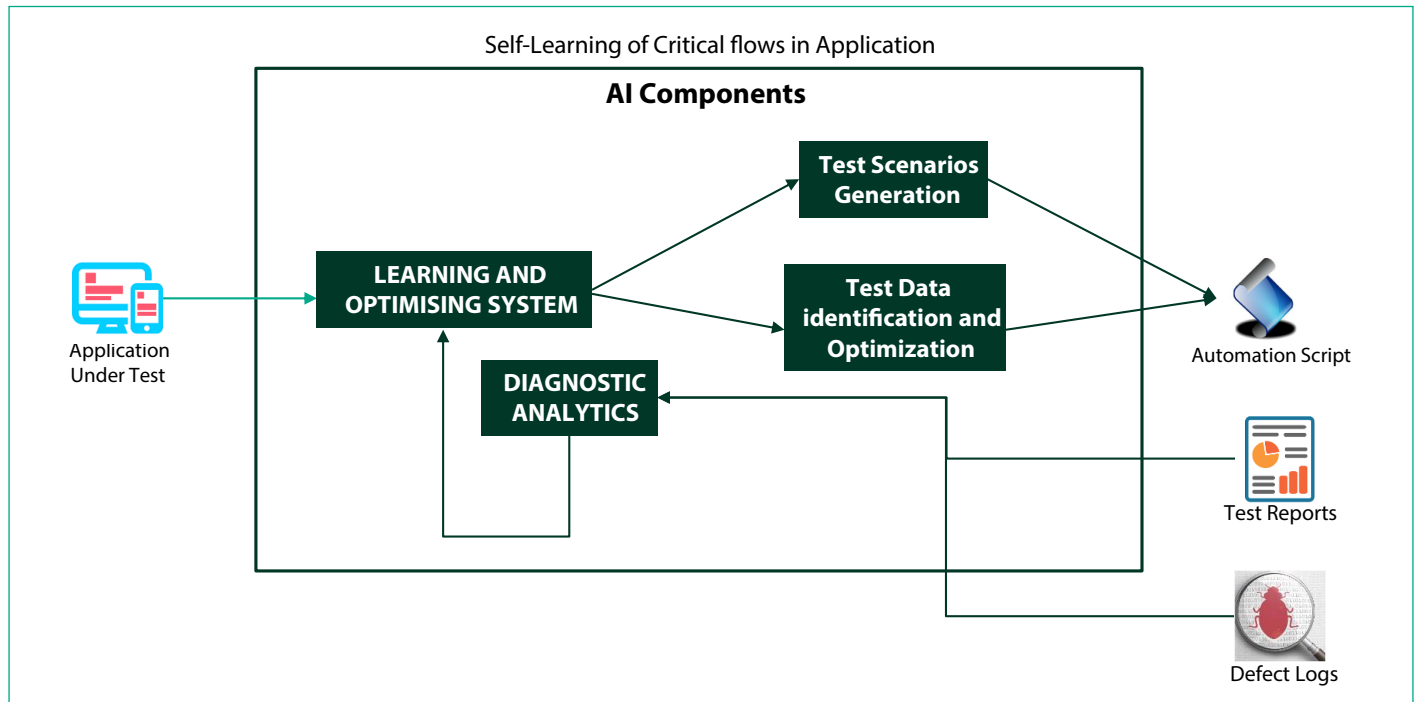 Self-Learning of Critical flows in Application
AI Components
Test Scenarios
Generation
LEARNING AND
OPTIMISING SYSTEM
Test Data
identification and
Optimization
Application
Under Test
Automation Script
DIAGNOSTIC
ANALYTICS
Test Reports
Defect Logs